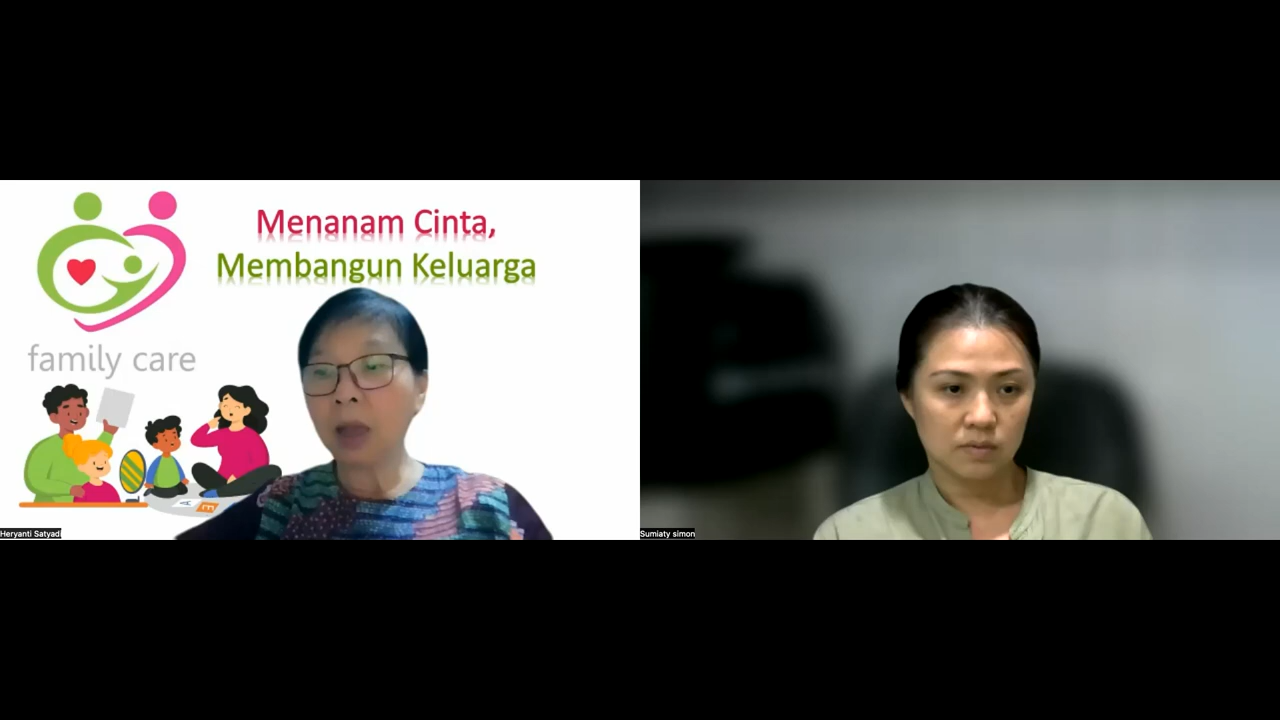 Menanam Cinta,
Membangun Keluarga
family care
A
E
Heryanti Satyadi
Sumiaty simon